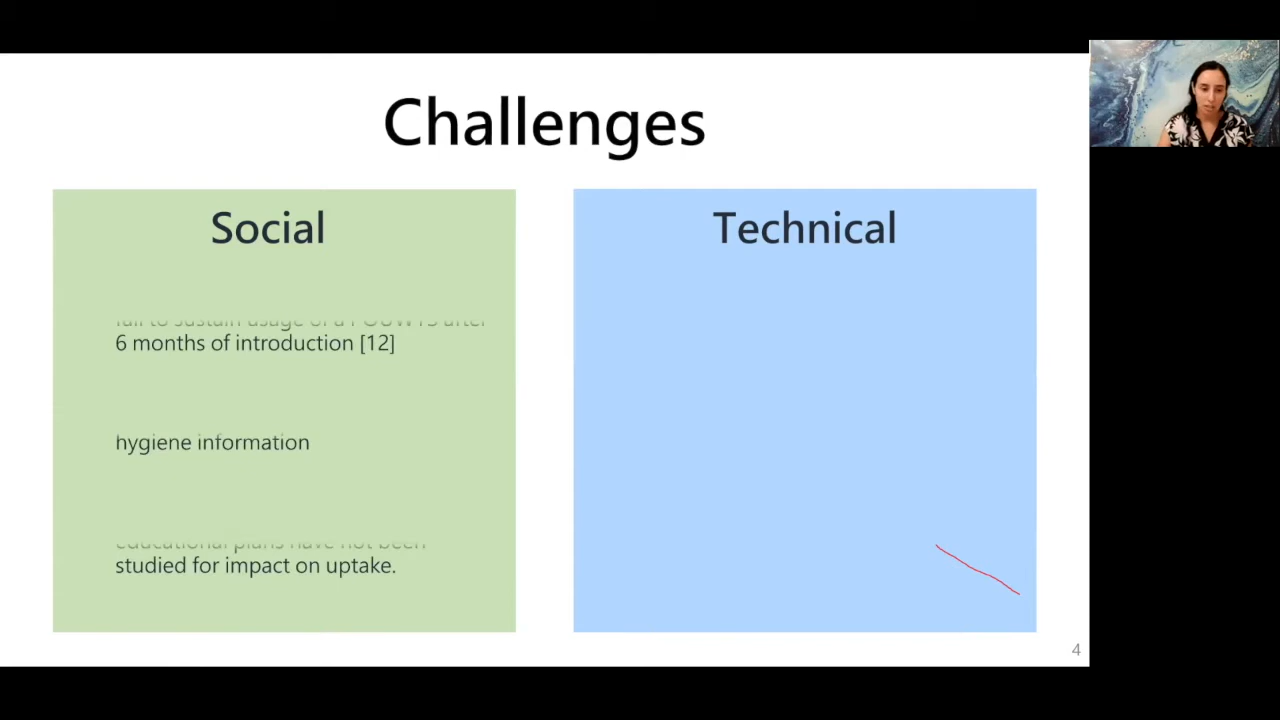 Challenges
Social
Technical
fail to sustain usage of a POUWTS after
6 months of introduction [12]
hygiene information
educational plans have not been
studied for impact on uptake.
4